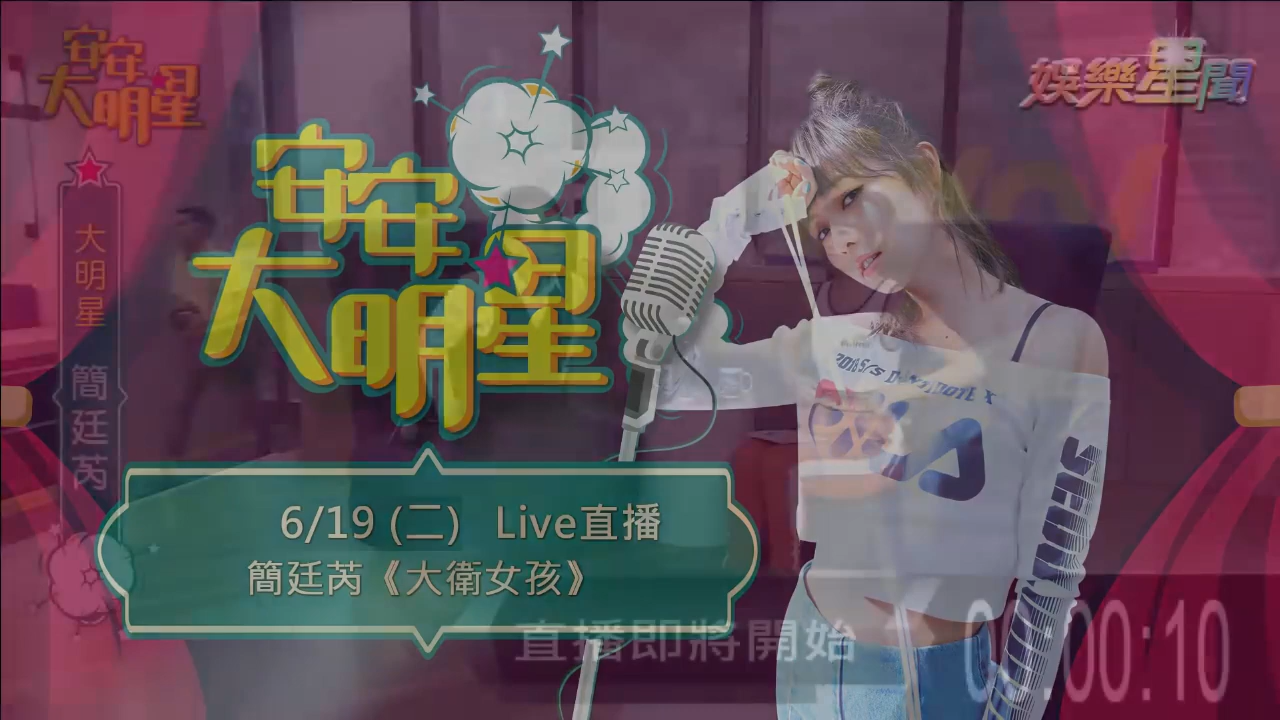 安安
大明星
娛樂星聞
大明星 簡廷芮
安安
大明星
6/19 (二) Live直播
簡廷芮《大衛女孩》
直播即將開始
00:00:10